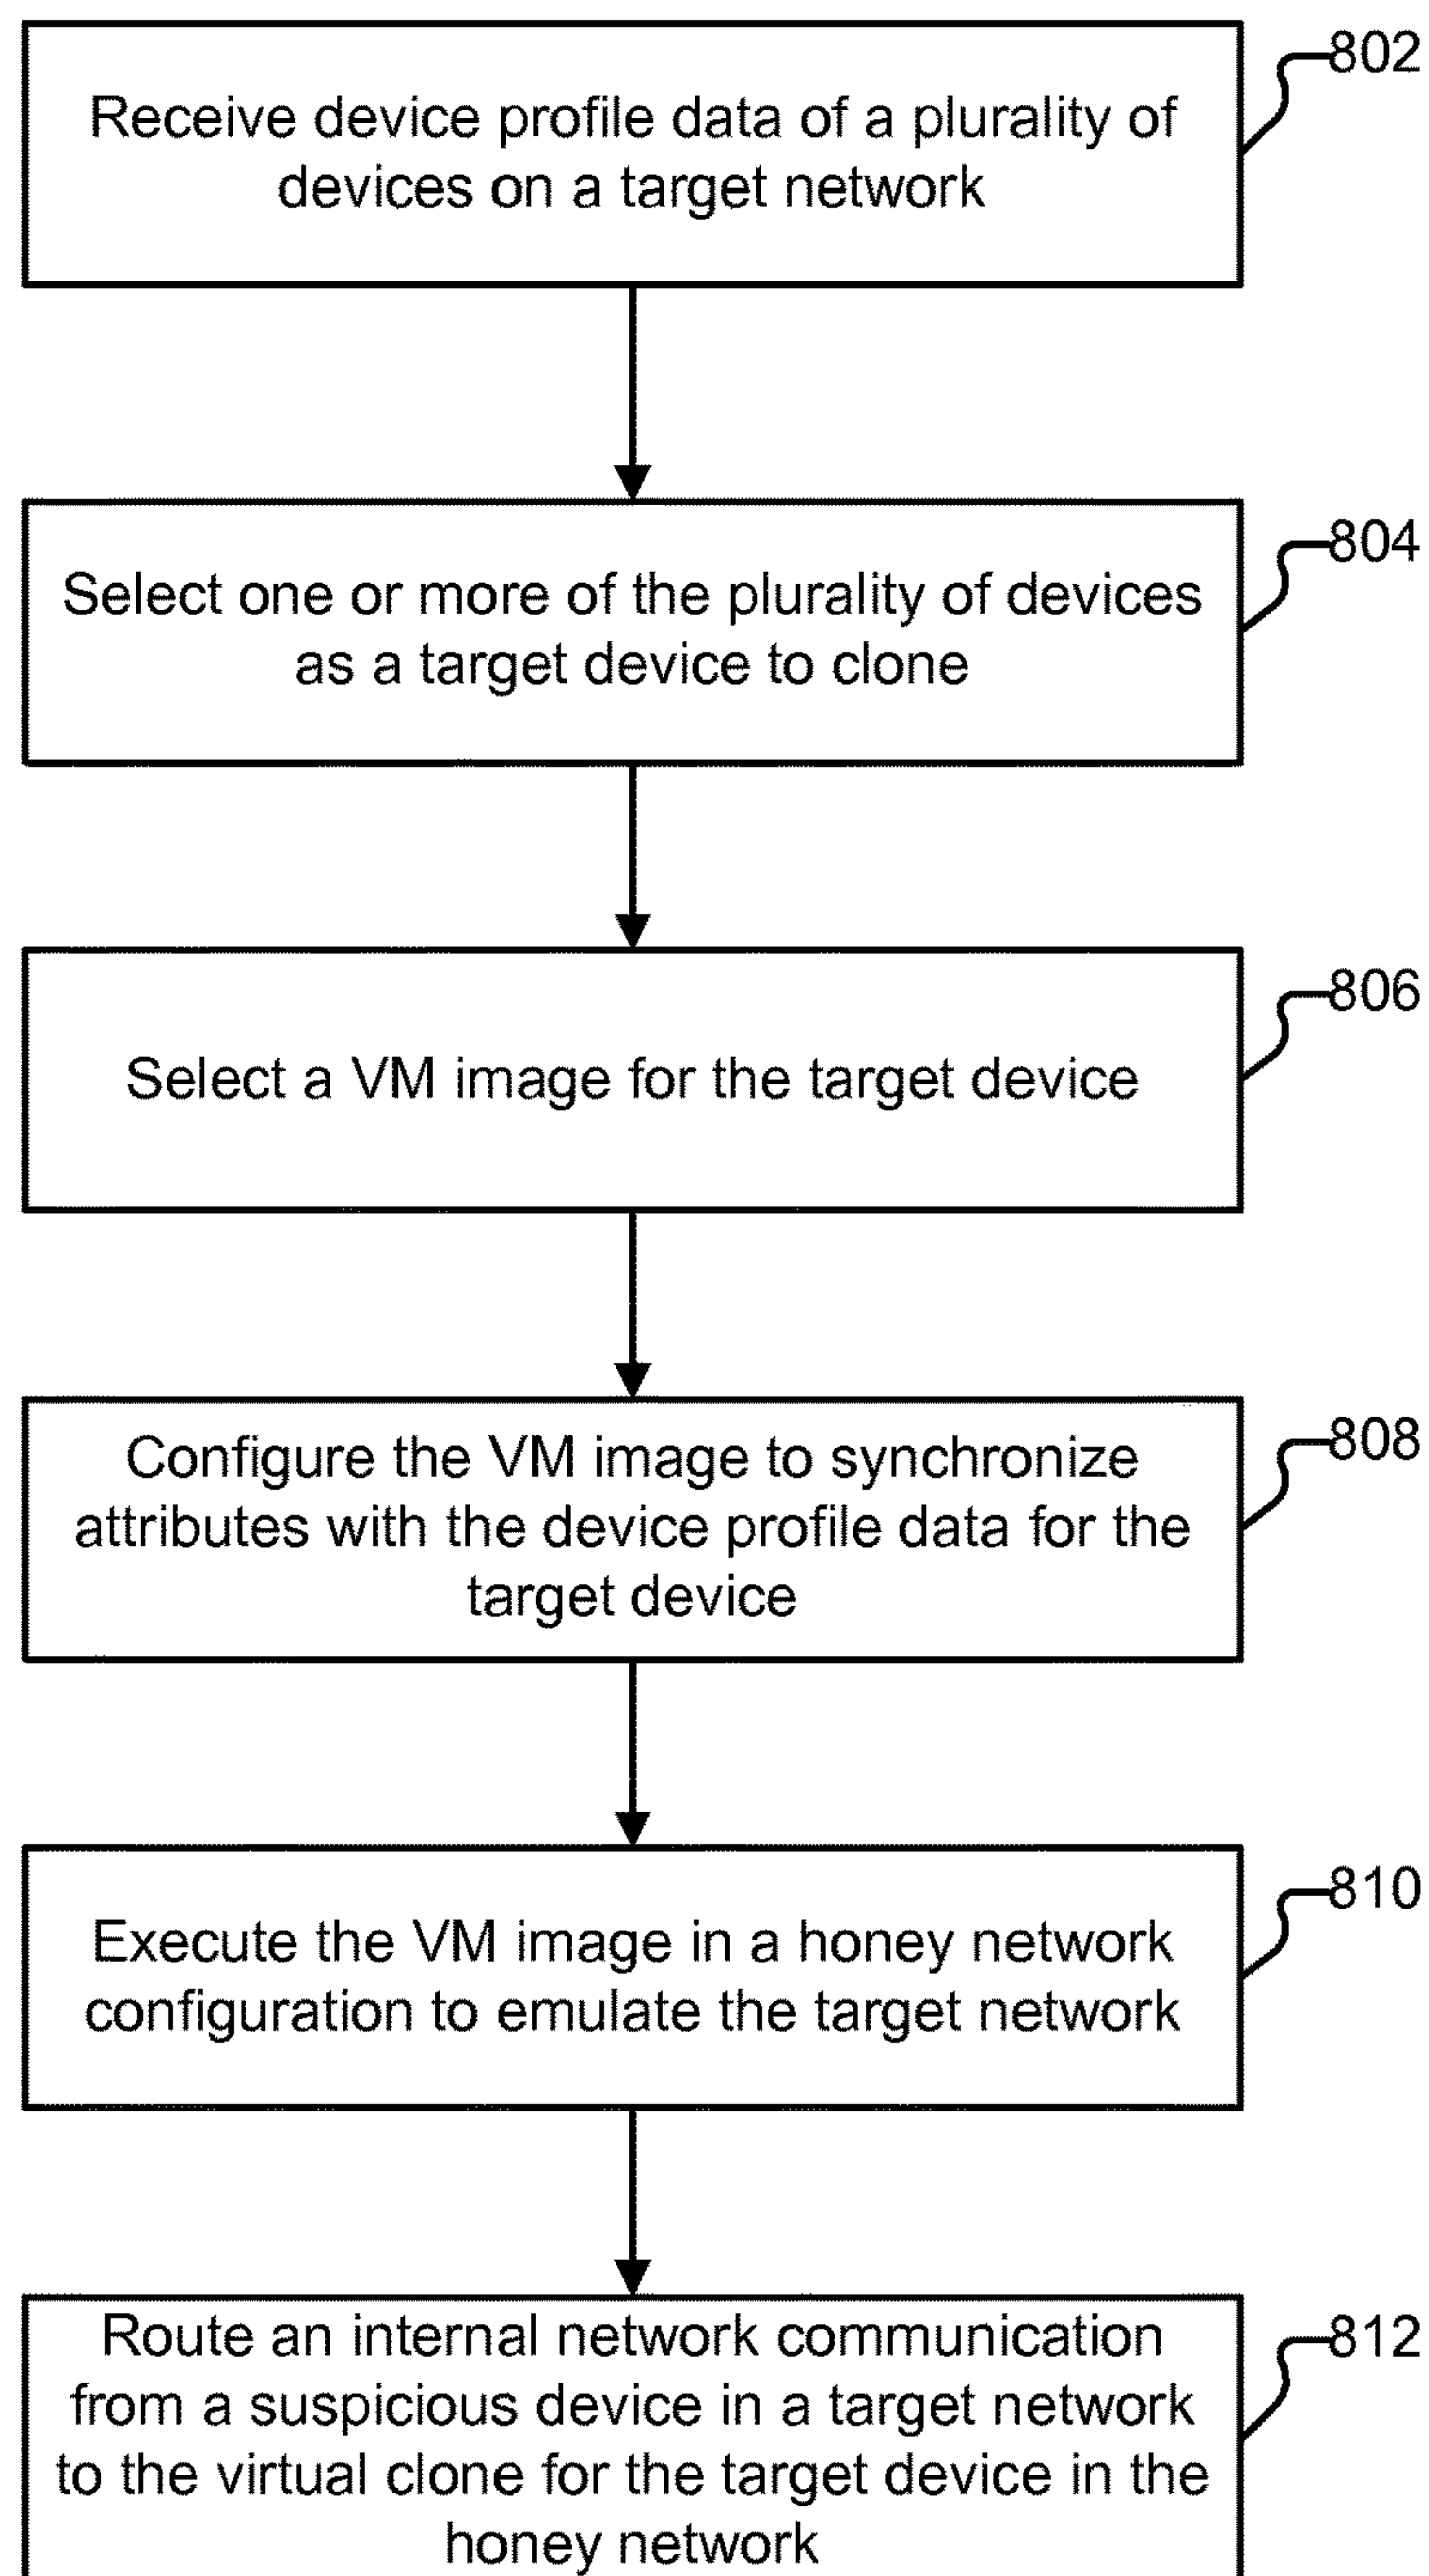 802
Receive device profile data of a plurality of
devices on a target network
804
Select one or more of the plurality of devices
as a target device to clone
806
Select a VM image for the target device
808
Configure the VM image to synchronize
attributes with the device profile data for the
target device
810
Execute the VM image in a honey network
configuration to emulate the target network
812
Route an internal network communication
from a suspicious device in a target network
to the virtual clone for the target device in the
honey network